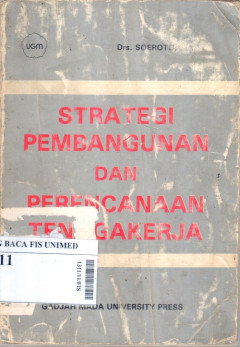 UGM
Drs. SOEROTO
STRATEGI
PEMBANGUNAN
DAN
PERENCANAAN
TENAGAKERJA
BACA FIS UNIMED
11
GADJAH MADA UNIVERSITY PRESS